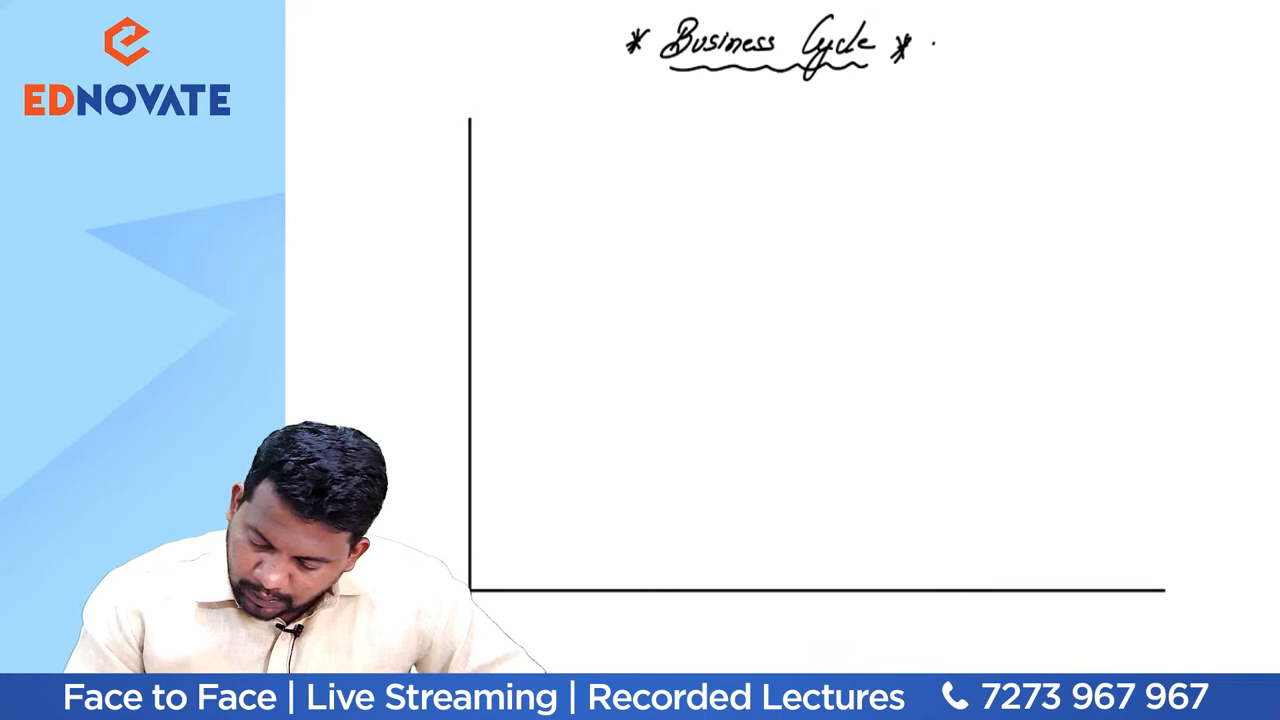 * Business Cycle *
EDNOVATE
Face to Face | Live Streaming | Recorded Lectures 7273 967 967